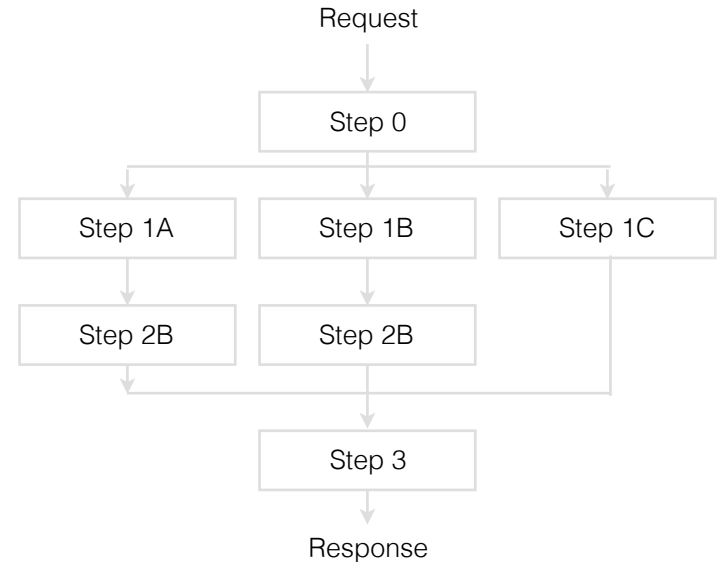 Request
Step 0
Step 1A
Step 1B
Step 1C
Step 2B
Step 2B
Step 3
Response